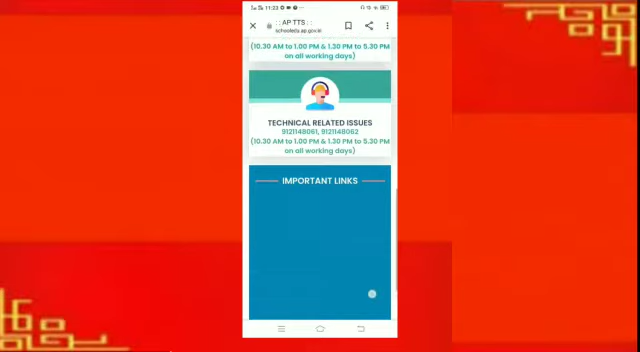 11:23
: : AP TTS : :
schooledu.ap.gov.in
(10.30 AM to 1.00 PM & 1.30 PM to 5.30 PM
on all working days)
TECHNICAL RELATED ISSUES
9121148061, 9121148062
(10.30 AM to 1.00 PM & 1.30 PM to 5.30 PM
on all working days)
IMPORTANT LINKS